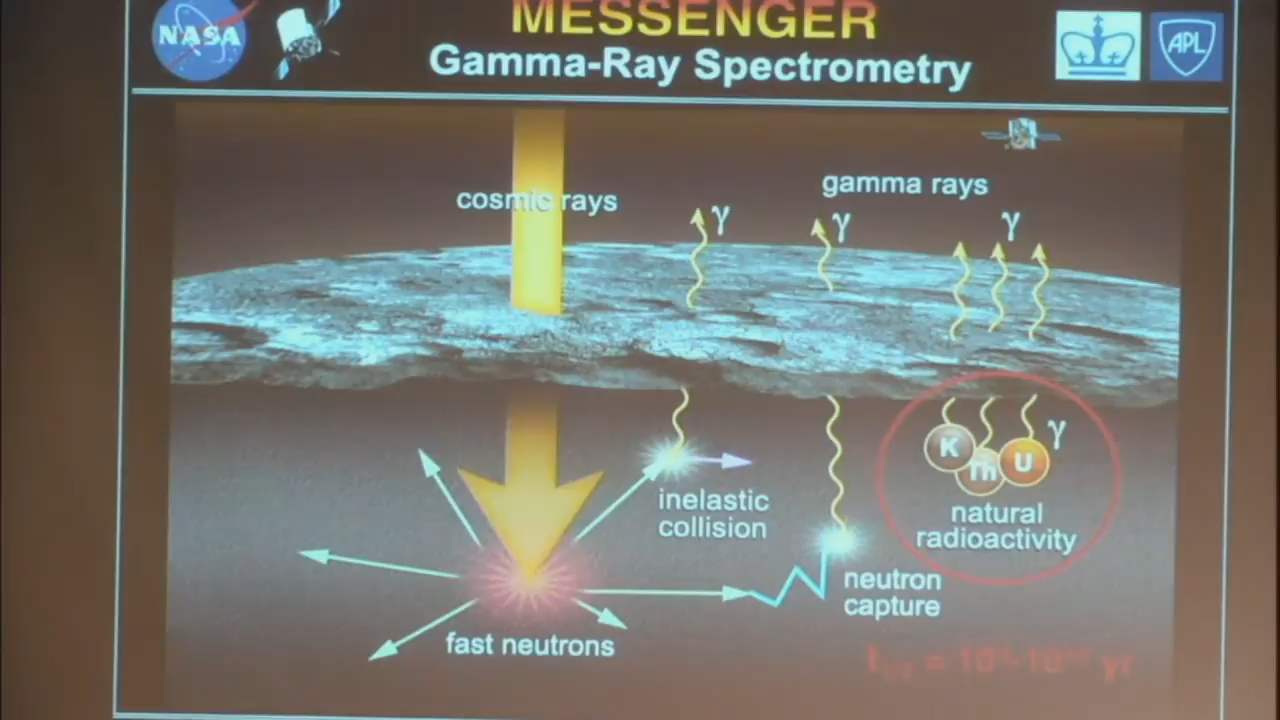 MESSENGER
Gamma-Ray Spectrometry
NASA
APL
cosmic rays
gamma rays
γ
γ
γ
K
Th
U
γ
inelastic
collision
natural
radioactivity
neutron
capture
fast neutrons